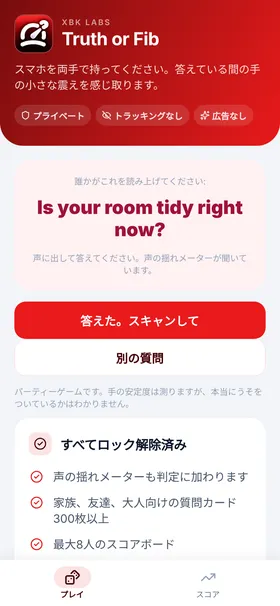 XBK LABS
Truth or Fib
スマホを両手で持ってください。答えている間の手
の小さな震えを感じ取ります。
プライベート
トラッキングなし
広告なし
誰かがこれを読み上げてください:
Is your room tidy right
now?
声に出して答えてください。声の揺れメーターが聞いて
います。
答えた。スキャンして
別の質問
パーティーゲームです。手の安定度は測りますが、本当にうそを
ついているかはわかりません。
すべてロック解除済み
声の揺れメーターも判定に加わります
家族、友達、大人向けの質問カード
300枚以上
最大8人のスコアボード
プレイ
スコア